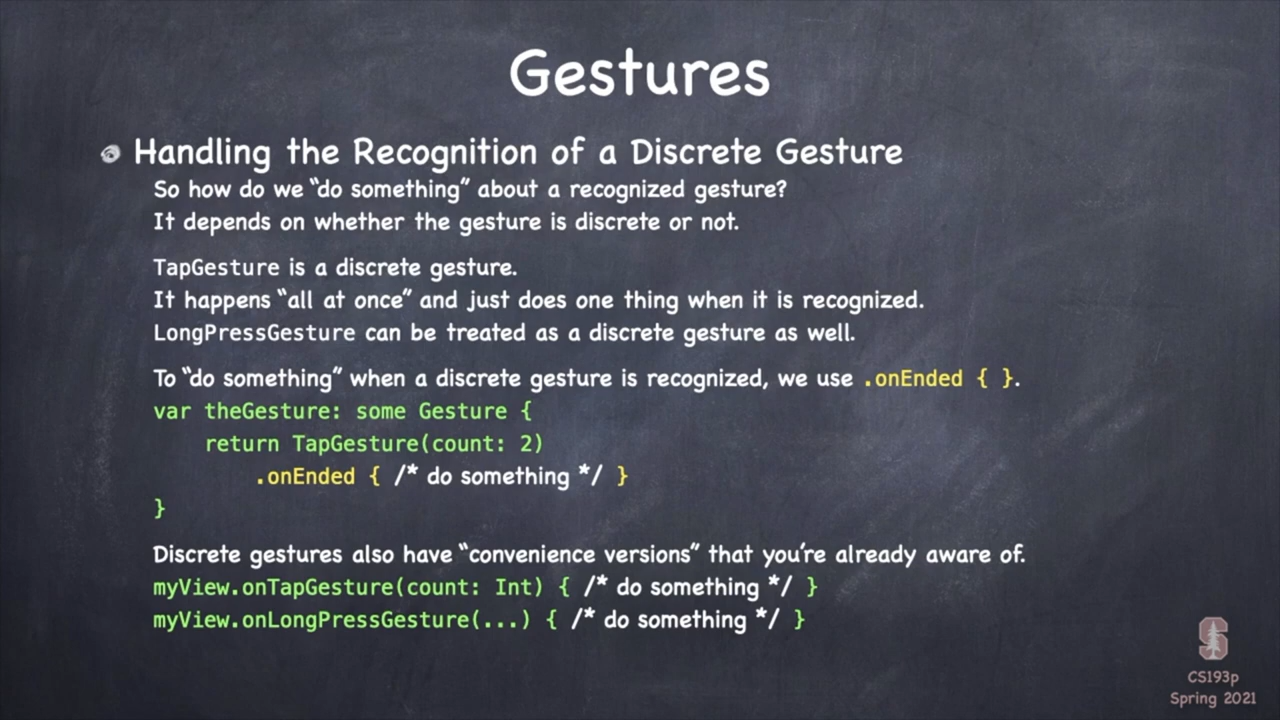 Gestures
Handling the Recognition of a Discrete Gesture
So how do we “do something” about a recognized gesture?
It depends on whether the gesture is discrete or not.
TapGesture is a discrete gesture.
It happens “all at once” and just does one thing when it is recognized.
LongPressGesture can be treated as a discrete gesture as well.
To “do something” when a discrete gesture is recognized, we use .onEnded { }.
var theGesture: some Gesture {
return TapGesture(count: 2)
.onEnded { /* do something */ }
}
Discrete gestures also have “convenience versions” that you’re already aware of.
myView.onTapGesture(count: Int) { /* do something */ }
myView.onLongPressGesture(...) { /* do something */ }
S
CS193p
Spring 2021